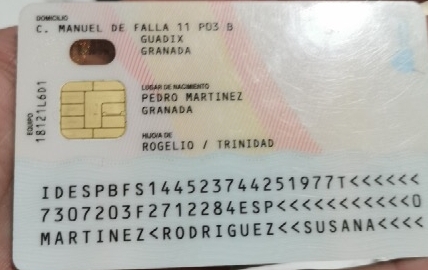 DOMICILIO
C. MANUEL DE FALLA 11 P03 B
GUADIX
GRANADA
LUGAR DE NACIMIENTO
PEDRO MARTINEZ
GRANADA
HIJO/A DE
ROGELIO / TRINIDAD
EQUIPO
18121L6D1
IDESPBFS144523744251977T<<<<<<
7307203F2712284ESP<<<<<<<<<<<0
MARTINEZ<RODRIGUEZ<<SUSANA<<<<